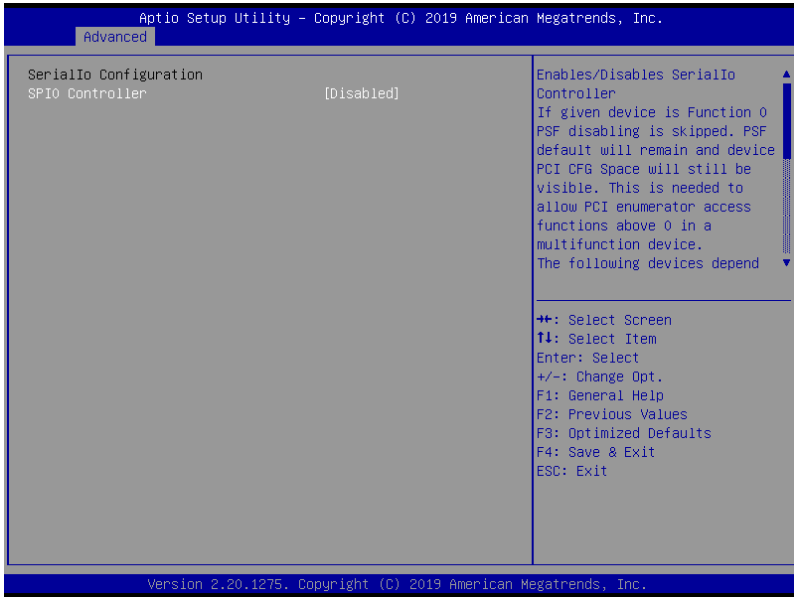 Aptio Setup Utility – Copyright (C) 2019 American Megatrends, Inc.
Advanced
SerialIo Configuration
SPI0 Controller [Disabled]
Enables/Disables SerialIo
Controller
If given device is Function 0
PSF disabling is skipped. PSF
default will remain and device
PCI CFG Space will still be
visible. This is needed to
allow PCI enumerator access
functions above 0 in a
multifunction device.
The following devices depend
→←: Select Screen
↑↓: Select Item
Enter: Select
+/-: Change Opt.
F1: General Help
F2: Previous Values
F3: Optimized Defaults
F4: Save & Exit
ESC: Exit
Version 2.20.1275. Copyright (C) 2019 American Megatrends, Inc.